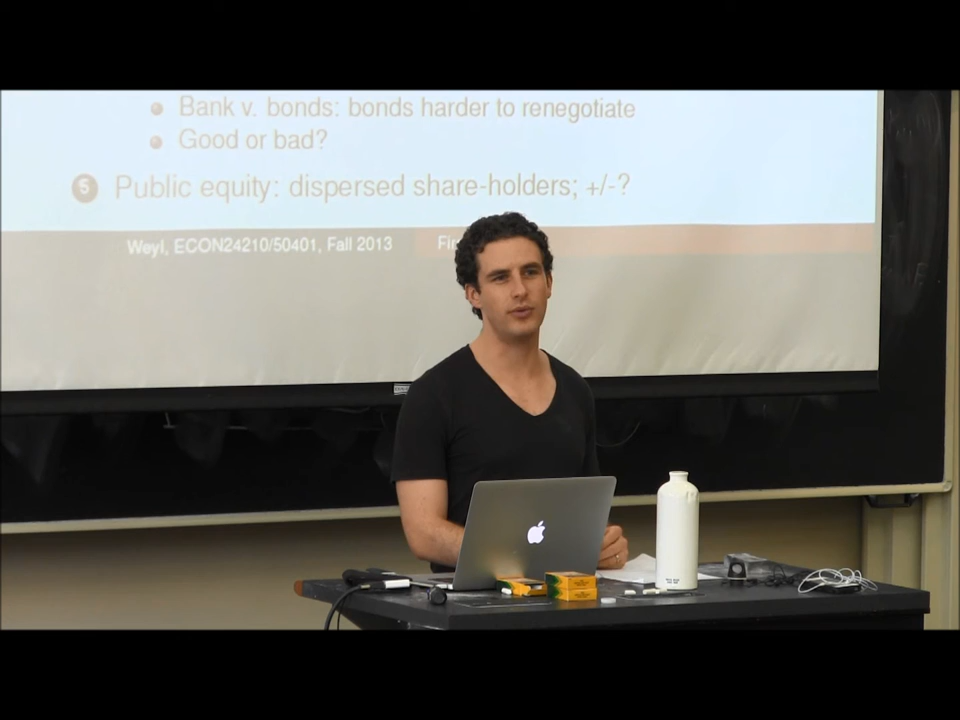 Bank v. bonds: bonds harder to renegotiate
Good or bad?
5 Public equity: dispersed share-holders; +/-?
Weyl, ECON24210/50401, Fall 2013